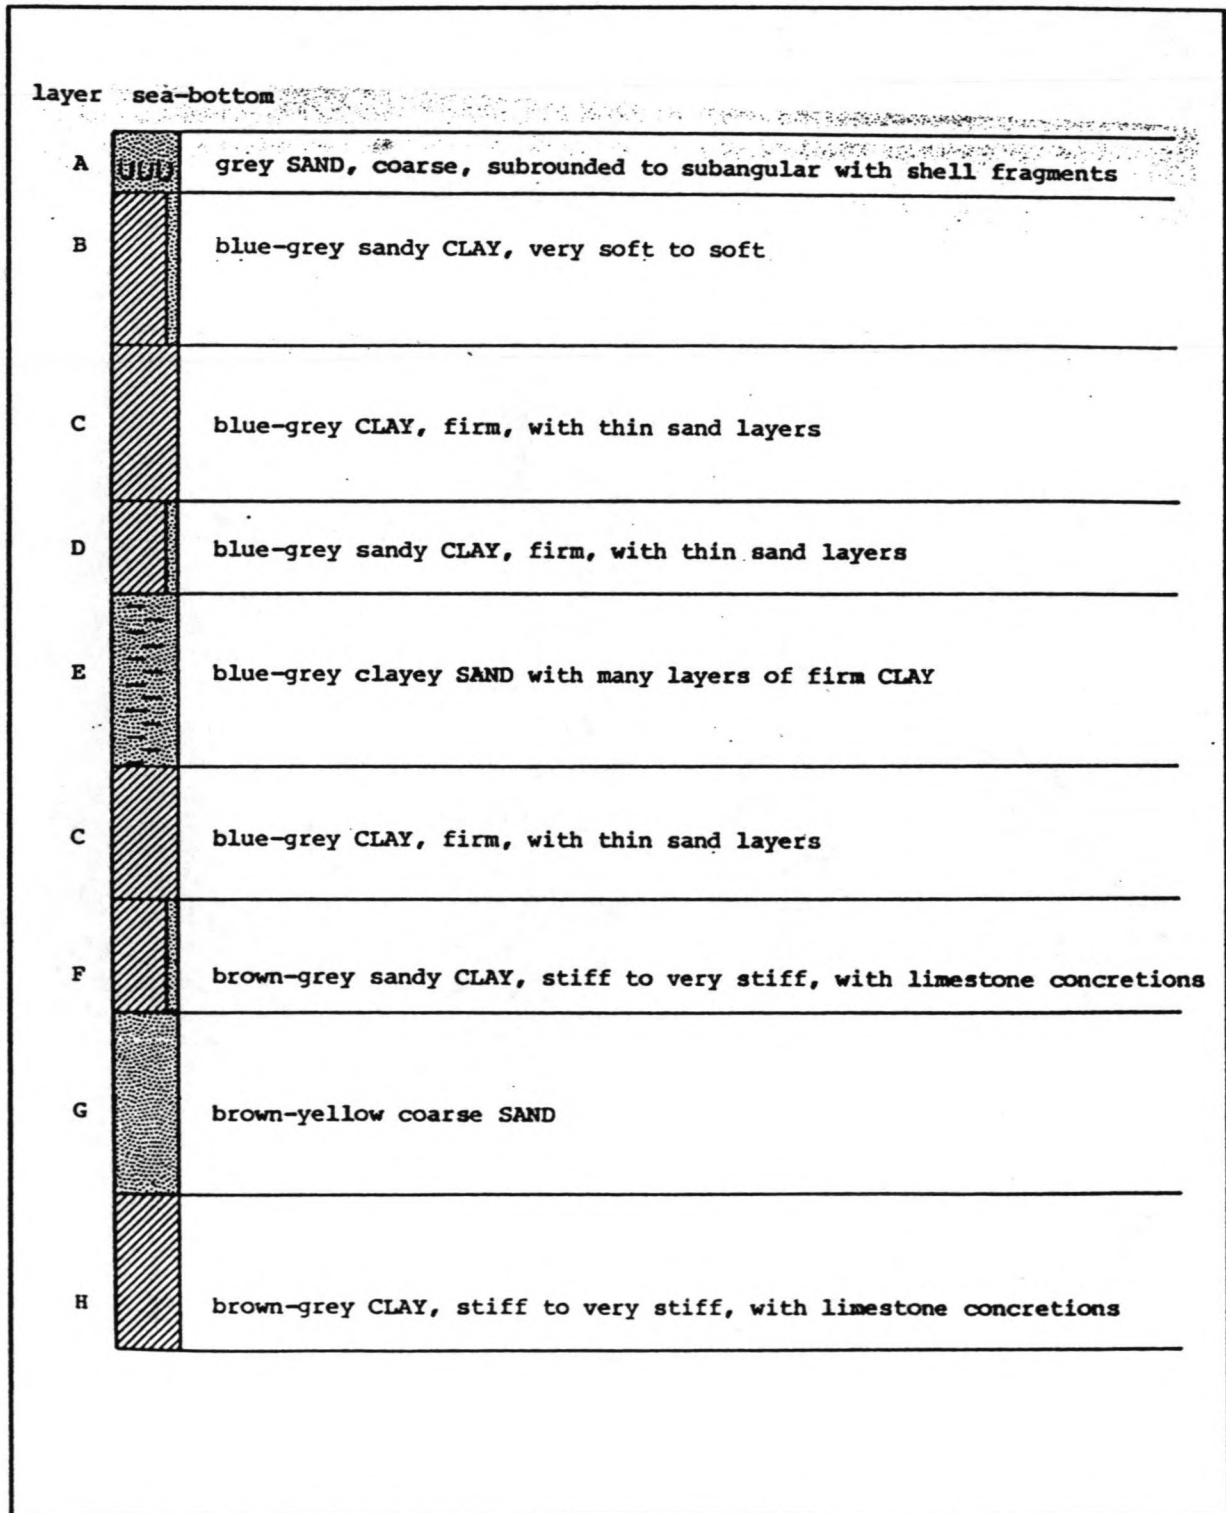 layer sea-bottom
A grey SAND, coarse, subrounded to subangular with shell fragments
B blue-grey sandy CLAY, very soft to soft
C blue-grey CLAY, firm, with thin sand layers
D blue-grey sandy CLAY, firm, with thin sand layers
E blue-grey clayey SAND with many layers of firm CLAY
C blue-grey CLAY, firm, with thin sand layers
F brown-grey sandy CLAY, stiff to very stiff, with limestone concretions
G brown-yellow coarse SAND
H brown-grey CLAY, stiff to very stiff, with limestone concretions